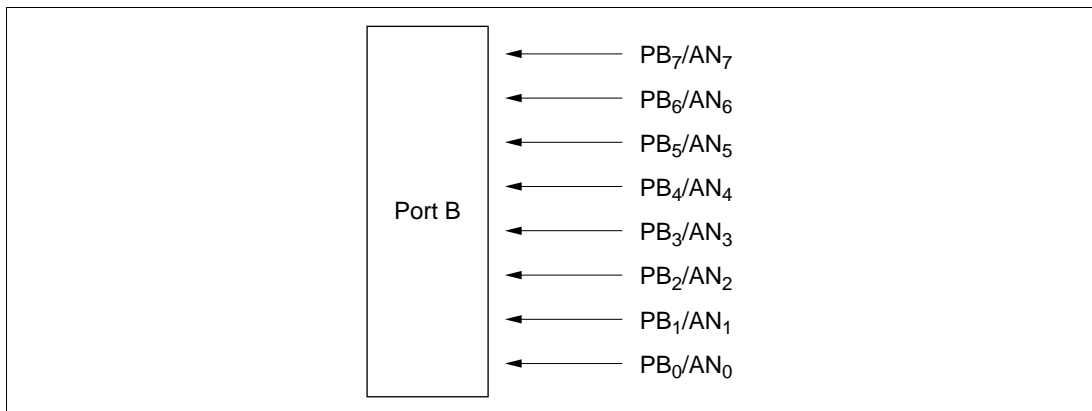 PB₇/AN₇
PB₆/AN₆
PB₅/AN₅
PB₄/AN₄
Port B
PB₃/AN₃
PB₂/AN₂
PB₁/AN₁
PB₀/AN₀